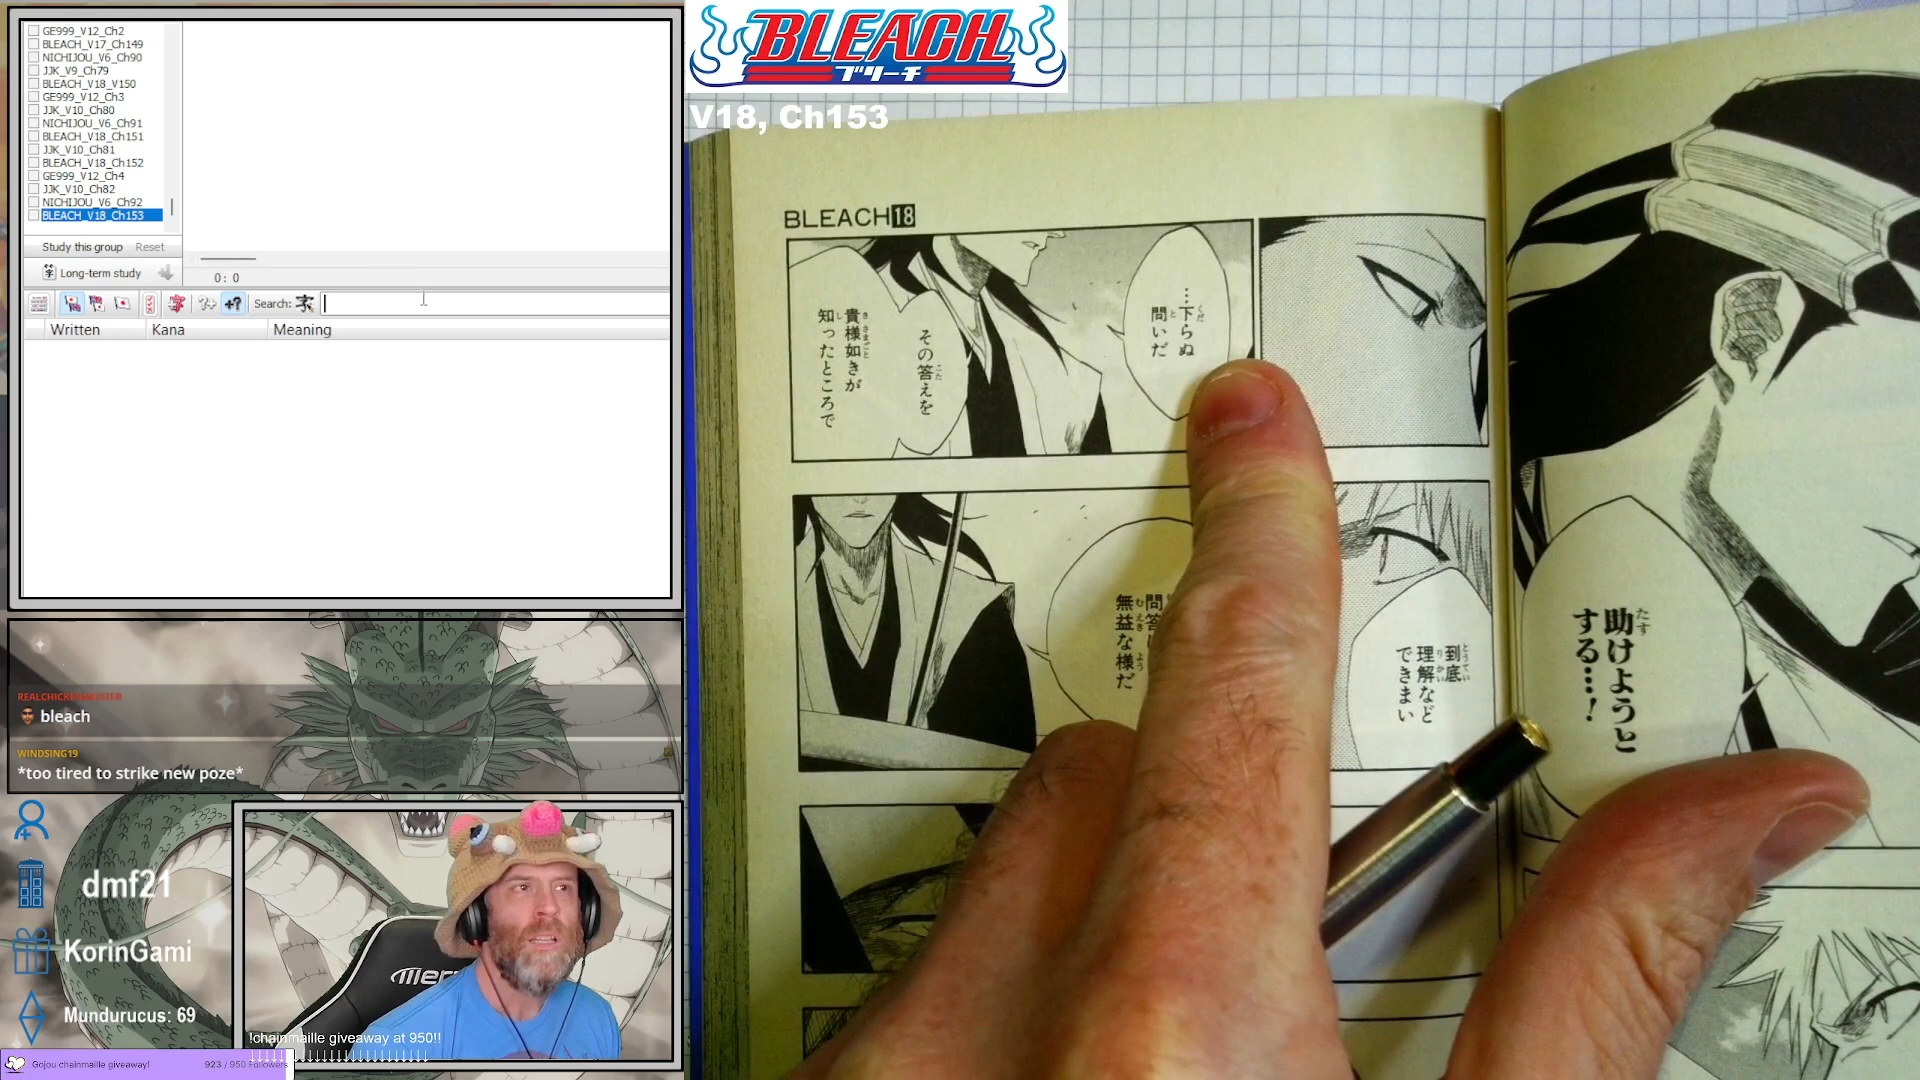 GE999_V12_Ch2
BLEACH_V17_Ch149
NICHIJOU_V6_Ch90
JJK_V9_Ch79
BLEACH_V18_V150
GE999_V12_Ch3
JJK_V10_Ch80
NICHIJOU_V6_Ch91
BLEACH_V18_Ch151
JJK_V10_Ch81
BLEACH_V18_Ch152
GE999_V12_Ch4
JJK_V10_Ch82
NICHIJOU_V6_Ch92
BLEACH_V18_Ch153
Study this group Reset
Long-term study
0: 0
Search:
Written Kana Meaning
BLEACH
ブリーチ
V18, Ch153
BLEACH18
助けようと
する…!
…下らぬ
問いだ
その答えを
貴様如きが
知ったところで
到底
理解など
できまい
無益な様だ
bleach
WINDSING19
*too tired to strike new poze*
dmf21
KorinGami
Mundurucus: 69
!chainmaille giveaway at 950!!
Gojou chainmaille giveaway!
923 / 950 Followers